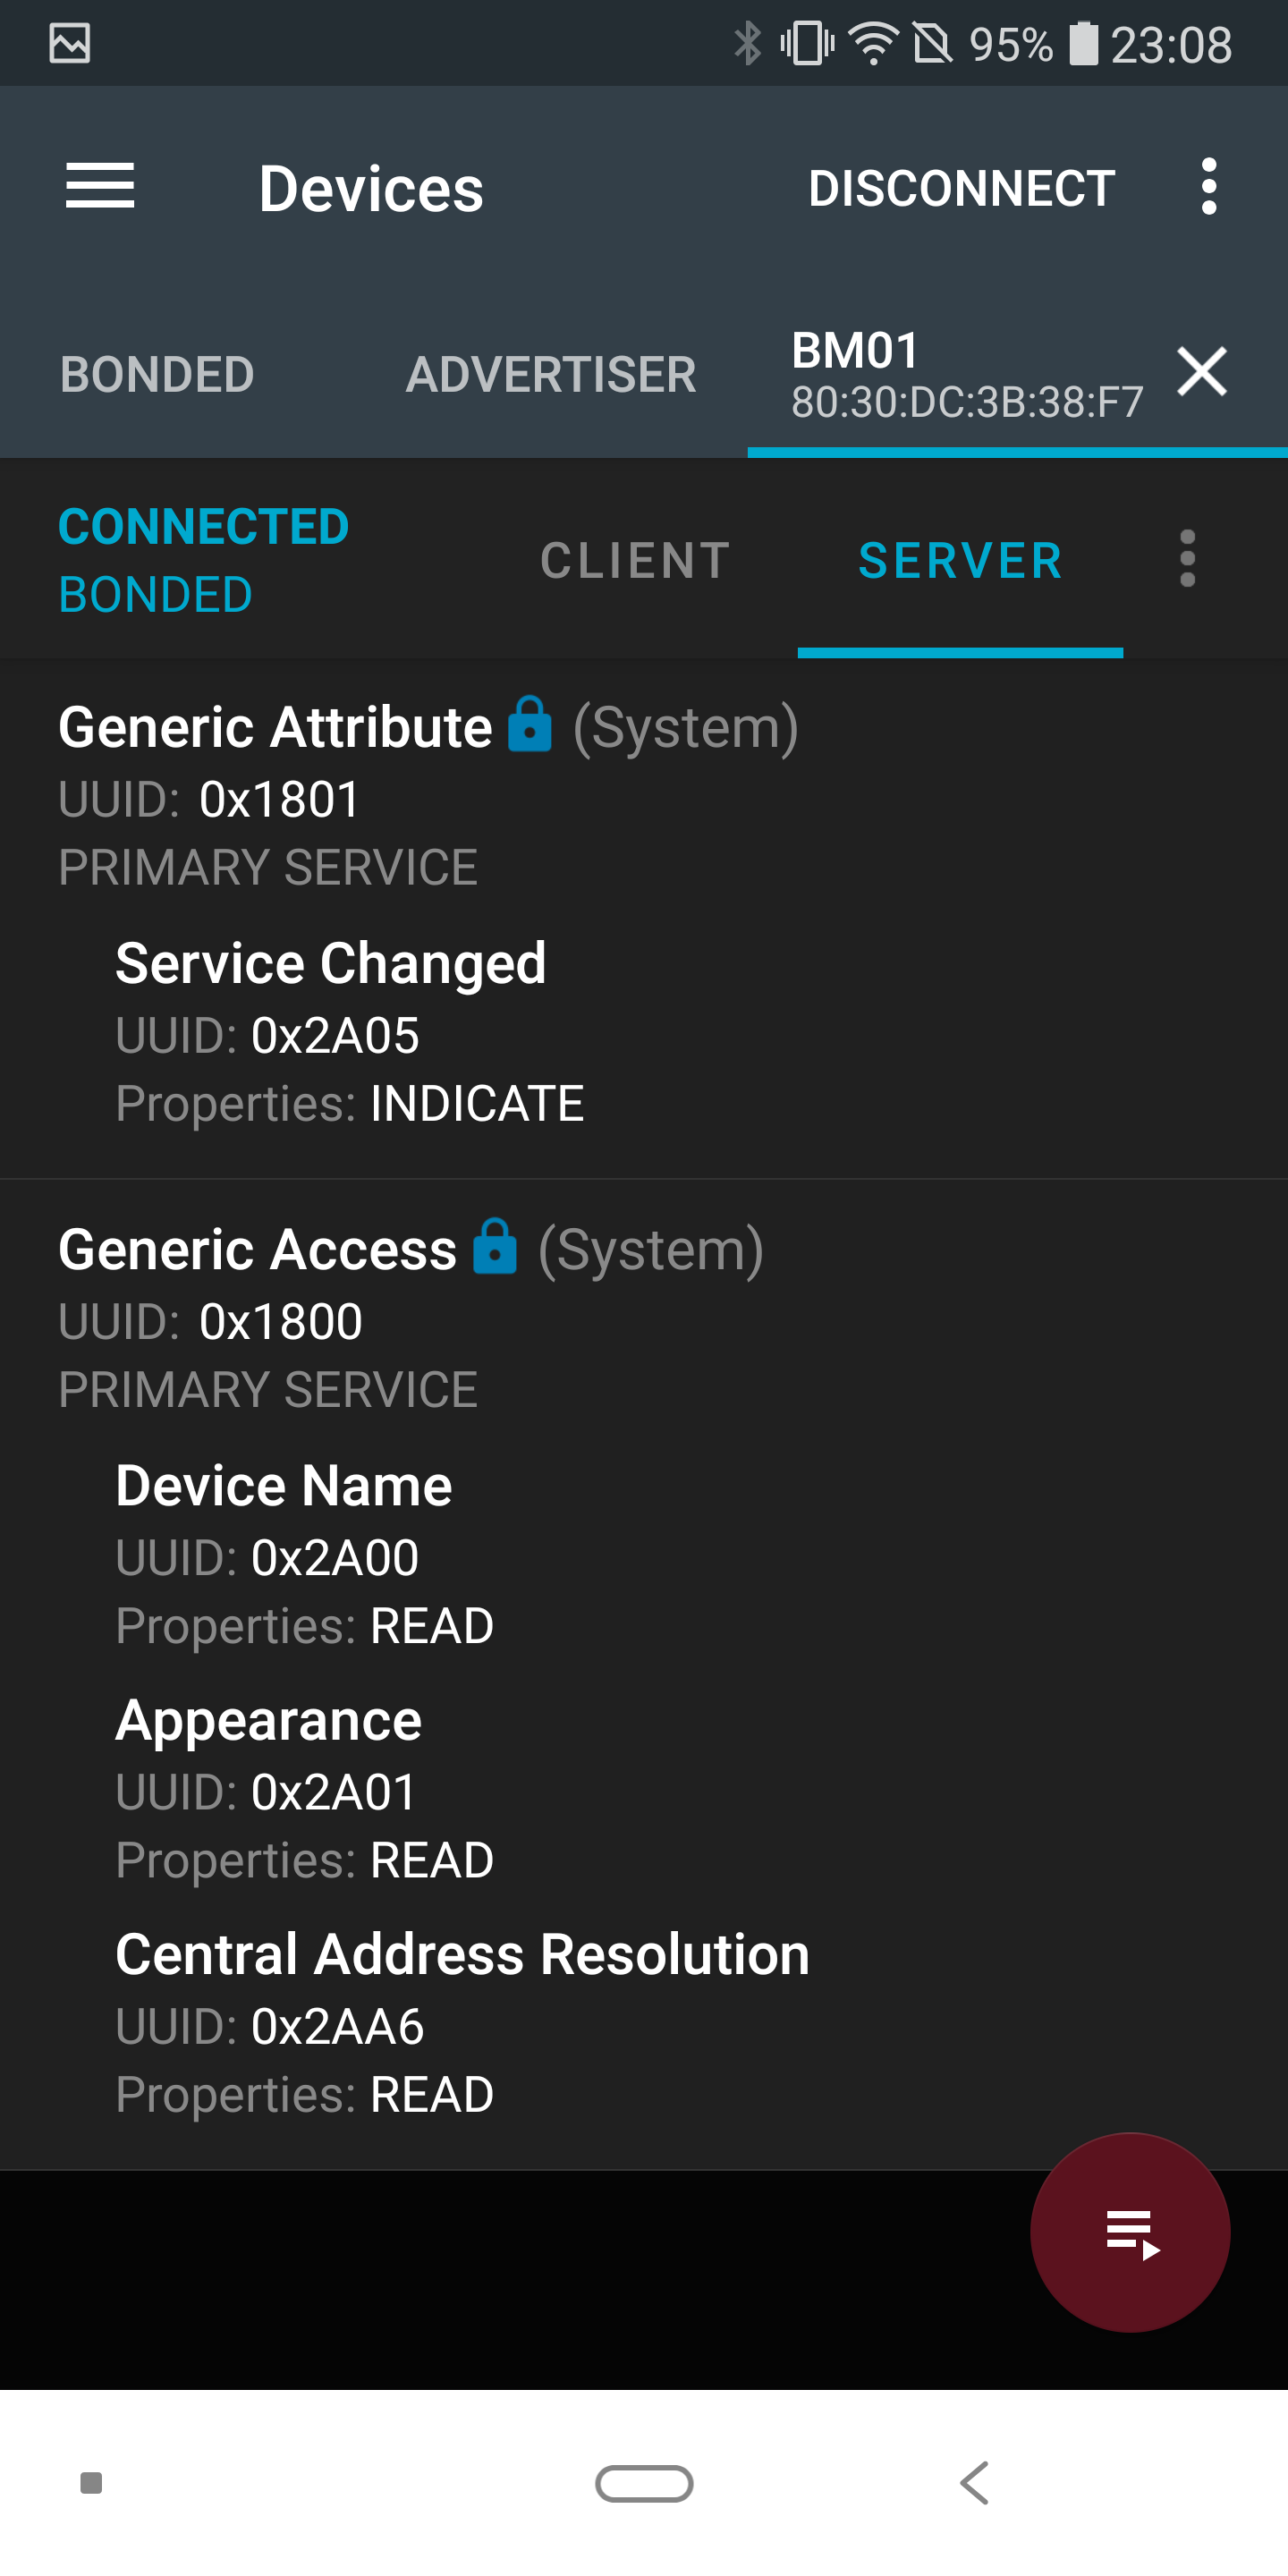 95% 23:08
Devices DISCONNECT
BONDED ADVERTISER BM01
80:30:DC:3B:38:F7
CONNECTED
BONDED
CLIENT SERVER
Generic Attribute (System)
UUID: 0x1801
PRIMARY SERVICE
Service Changed
UUID: 0x2A05
Properties: INDICATE
Generic Access (System)
UUID: 0x1800
PRIMARY SERVICE
Device Name
UUID: 0x2A00
Properties: READ
Appearance
UUID: 0x2A01
Properties: READ
Central Address Resolution
UUID: 0x2AA6
Properties: READ